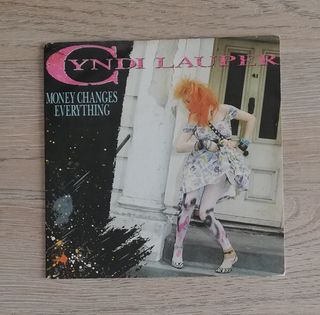 CYNDI LAUPER
MONEY CHANGES
EVERYTHING